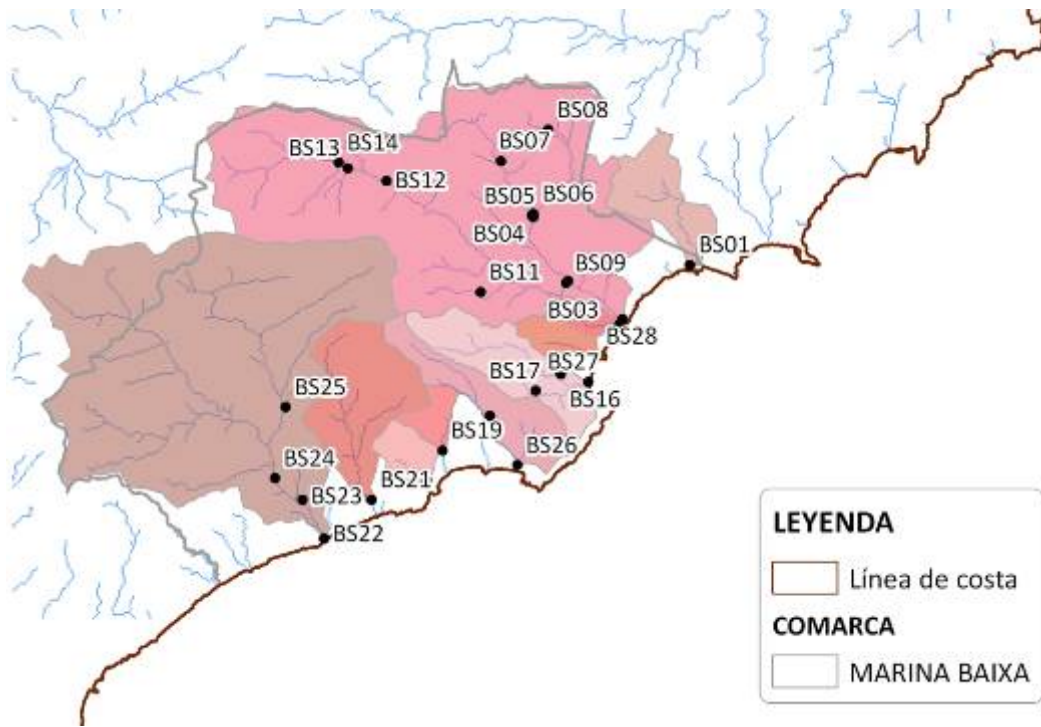 BS08
BS14
BS13
BS07
BS12
BS05
BS06
BS04
BS01
BS09
BS11
BS03
BS28
BS27
BS17
BS16
BS25
BS19
BS26
BS24
BS21
BS23
BS22
LEYENDA
Línea de costa
COMARCA
MARINA BAIXA